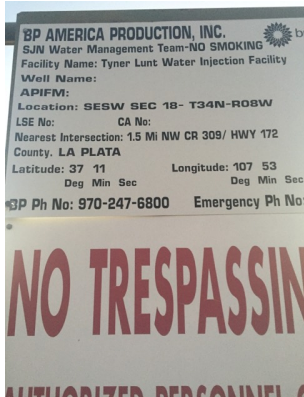 BP AMERICA PRODUCTION, INC.
SJN Water Management Team-NO SMOKING
Facility Name: Tyner Lunt Water Injection Facility
Well Name:
APIFM:
Location: SESW SEC 18- T34N-R08W
LSE No: CA No:
Nearest Intersection: 1.5 Mi NW CR 309/ HWY 172
County. LA PLATA
Latitude: 37 11 Longitude: 107 53
Deg Min Sec Deg Min Sec
BP Ph No: 970-247-6800 Emergency Ph No:
NO TRESPASSIN
AUTHORIZED PERSONNEL